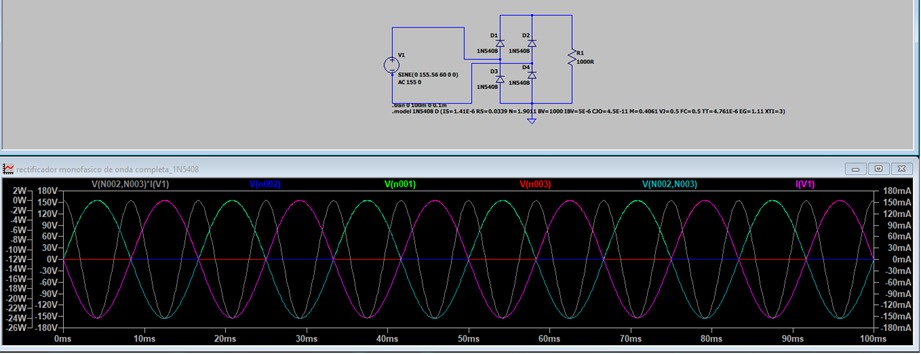 D1
D2
1N5408
1N5408
V1
R1
1000R
D3
D4
SINE(0 155.56 60 0 0)
1N5408
1N5408
AC 155 0
.tran 0 100m 0 0.1m
.model 1N5408 D (IS=1.41E-6 RS=0.0339 N=1.9011 BV=1000 IBV=5E-6 CJO=4.5E-11 M=0.4061 VJ=0.5 FC=0.5 TT=4.761E-6 EG=1.11 XTI=3)
rectificador monofasico de onda completa_1N5408
V(N002,N003)*I(V1) V(n002) V(n001) V(n003) V(N002,N003) I(V1)
2W 180V 180mA
0W 150V 150mA
-2W
-4W 120V 120mA
-6W 90V 90mA
-8W 60V 60mA
-10W 30V 30mA
-12W 0V 0mA
-14W -30V -30mA
-16W -60V -60mA
-18W
-20W -90V -90mA
-22W -120V -120mA
-24W -150V -150mA
-26W -180V -180mA
0ms 10ms 20ms 30ms 40ms 50ms 60ms 70ms 80ms 90ms 100ms